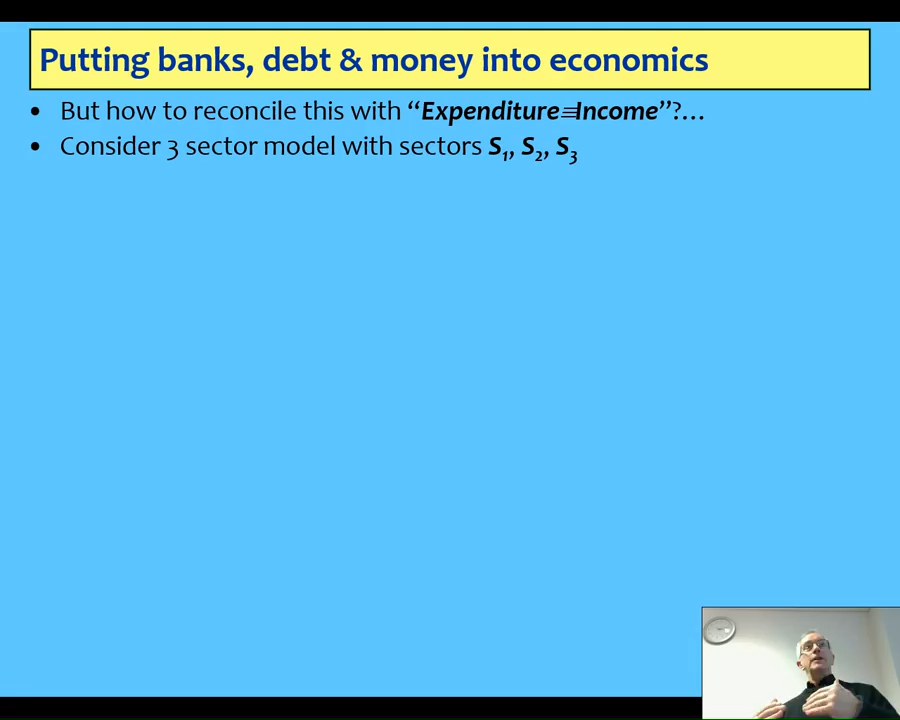 Putting banks, debt & money into economics
• But how to reconcile this with “Expenditure≡Income”?…
• Consider 3 sector model with sectors S₁, S₂, S₃